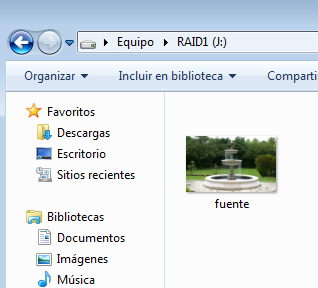 Equipo RAID1 (J:)
Organizar Incluir en biblioteca Comparti
Favoritos
Descargas
Escritorio
Sitios recientes
fuente
Bibliotecas
Documentos
Imágenes
Música